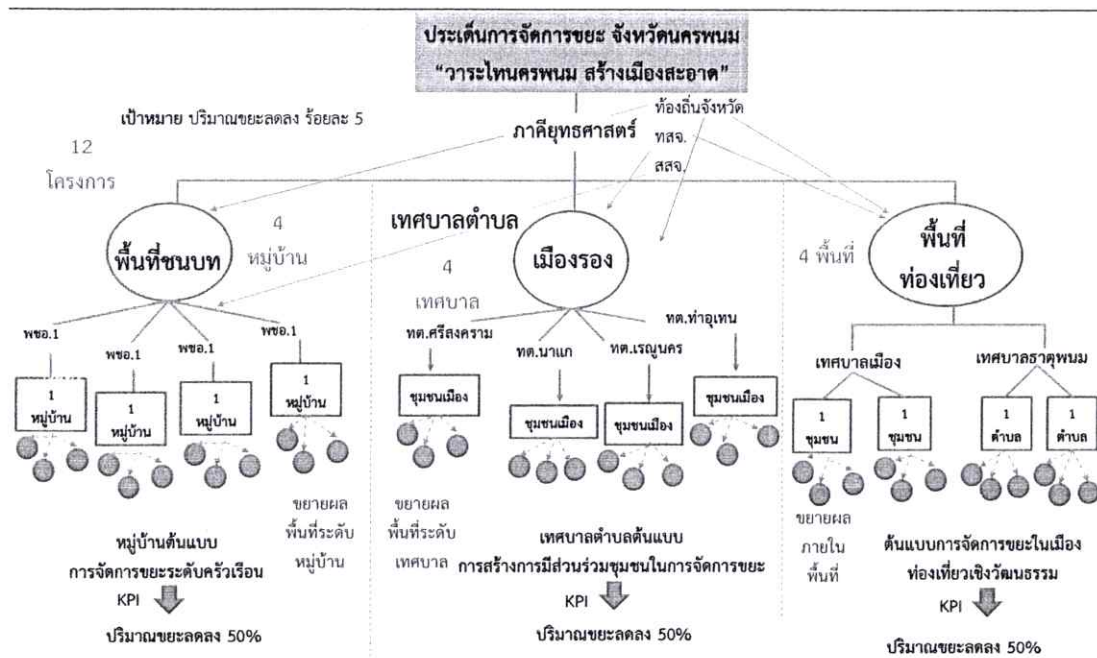 ประเด็นการจัดการขยะ จังหวัดนครพนม
“วาระไทนครพนม สร้างเมืองสะอาด”
เป้าหมาย ปริมาณขยะลดลง ร้อยละ 5
12
โครงการ
ภาคียุทธศาสตร์
ท้องถิ่นจังหวัด
ทสจ.
สสจ.
พื้นที่ชนบท
4
หมู่บ้าน
พชอ.1
พชอ.1
พชอ.1
พชอ.1
1
หมู่บ้าน
1
หมู่บ้าน
1
หมู่บ้าน
1
หมู่บ้าน
ขยายผล
พื้นที่ระดับ
หมู่บ้าน
หมู่บ้านต้นแบบ
การจัดการขยะระดับครัวเรือน
KPI
ปริมาณขยะลดลง 50%
เทศบาลตำบล
4
เทศบาล
เมืองรอง
ทต.ศรีสงคราม
ทต.นาแก
ทต.เรณูนคร
ทต.ท่าอุเทน
ชุมชนเมือง
ชุมชนเมือง
ชุมชนเมือง
ชุมชนเมือง
ขยายผล
พื้นที่ระดับ
เทศบาล
เทศบาลตำบลต้นแบบ
การสร้างการมีส่วนร่วมชุมชนในการจัดการขยะ
KPI
ปริมาณขยะลดลง 50%
พื้นที่
ท่องเที่ยว
4 พื้นที่
เทศบาลเมือง
เทศบาลธาตุพนม
1
ชุมชน
1
ชุมชน
1
ตำบล
1
ตำบล
ขยายผล
ภายใน
พื้นที่
ต้นแบบการจัดการขยะในเมือง
ท่องเที่ยวเชิงวัฒนธรรม
KPI
ปริมาณขยะลดลง 50%